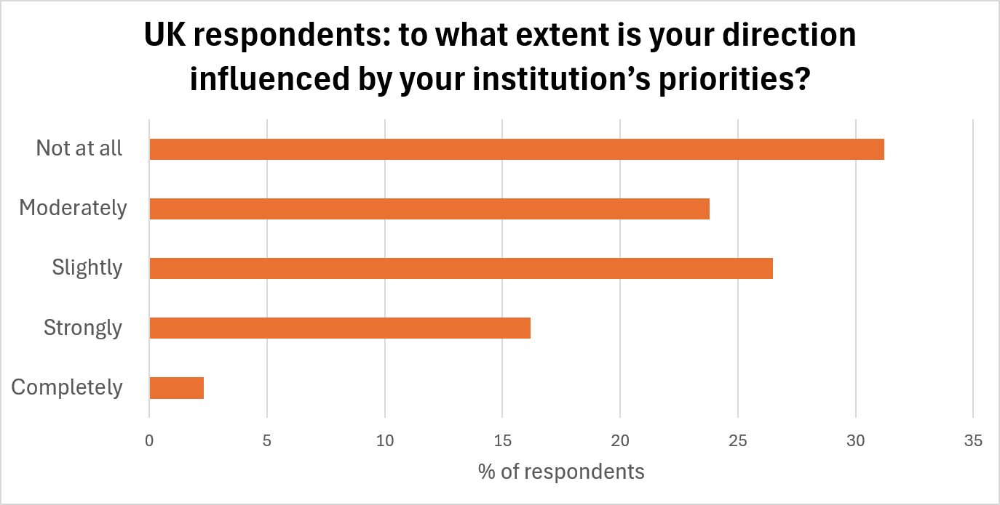 UK respondents: to what extent is your direction
influenced by your institution’s priorities?
Not at all
Moderately
Slightly
Strongly
Completely
0 5 10 15 20 25 30 35
% of respondents